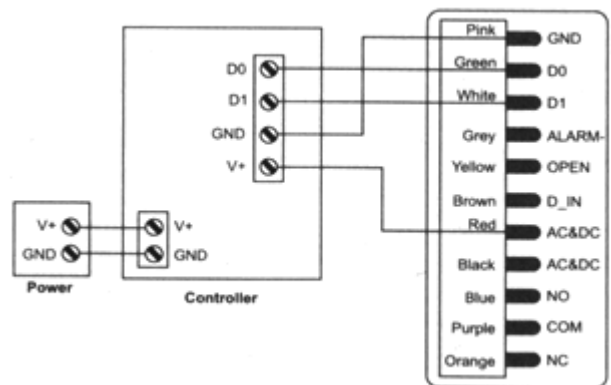 Pink GND
D0 Green D0
D1 White D1
GND Grey ALARM-
V+ Yellow OPEN
Brown D_IN
V+ V+ Red AC&DC
GND GND Black AC&DC
Power Controller Blue NO
Purple COM
Orange NC